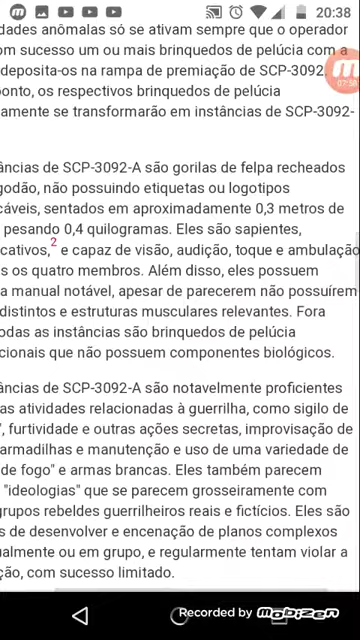 20:38
dades anômalas só se ativam sempre que o operador
om sucesso um ou mais brinquedos de pelúcia com a
deposita-os na rampa de premiação de SCP-3092.
07:58
onto, os respectivos brinquedos de pelúcia
amente se transformarão em instâncias de SCP-3092-
âncias de SCP-3092-A são gorilas de felpa recheados
godão, não possuindo etiquetas ou logotipos
cáveis, sentados em aproximadamente 0,3 metros de
pesando 0,4 quilogramas. Eles são sapientes,
cativos,2 e capaz de visão, audição, toque e ambulação
s os quatro membros. Além disso, eles possuem
a manual notável, apesar de parecerem não possuírem
distintos e estruturas musculares relevantes. Fora
odas as instâncias são brinquedos de pelúcia
cionais que não possuem componentes biológicos.
âncias de SCP-3092-A são notavelmente proficientes
as atividades relacionadas à guerrilha, como sigilo de
", furtividade e outras ações secretas, improvisação de
armadilhas e manutenção e uso de uma variedade de
de fogo" e armas brancas. Eles também parecem
"ideologias" que se parecem grosseiramente com
grupos rebeldes guerrilheiros reais e fictícios. Eles são
s de desenvolver e encenação de planos complexos
ualmente ou em grupo, e regularmente tentam violar a
ção, com sucesso limitado.
Recorded by mobizen